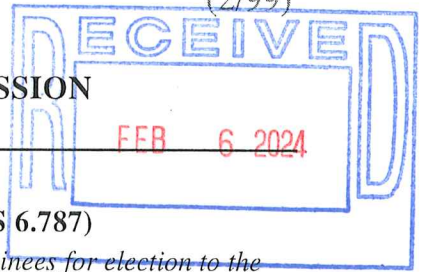 (2/99)
RECEIVED
SSION
FEB 6 2024
S 6.787)
inees for election to the